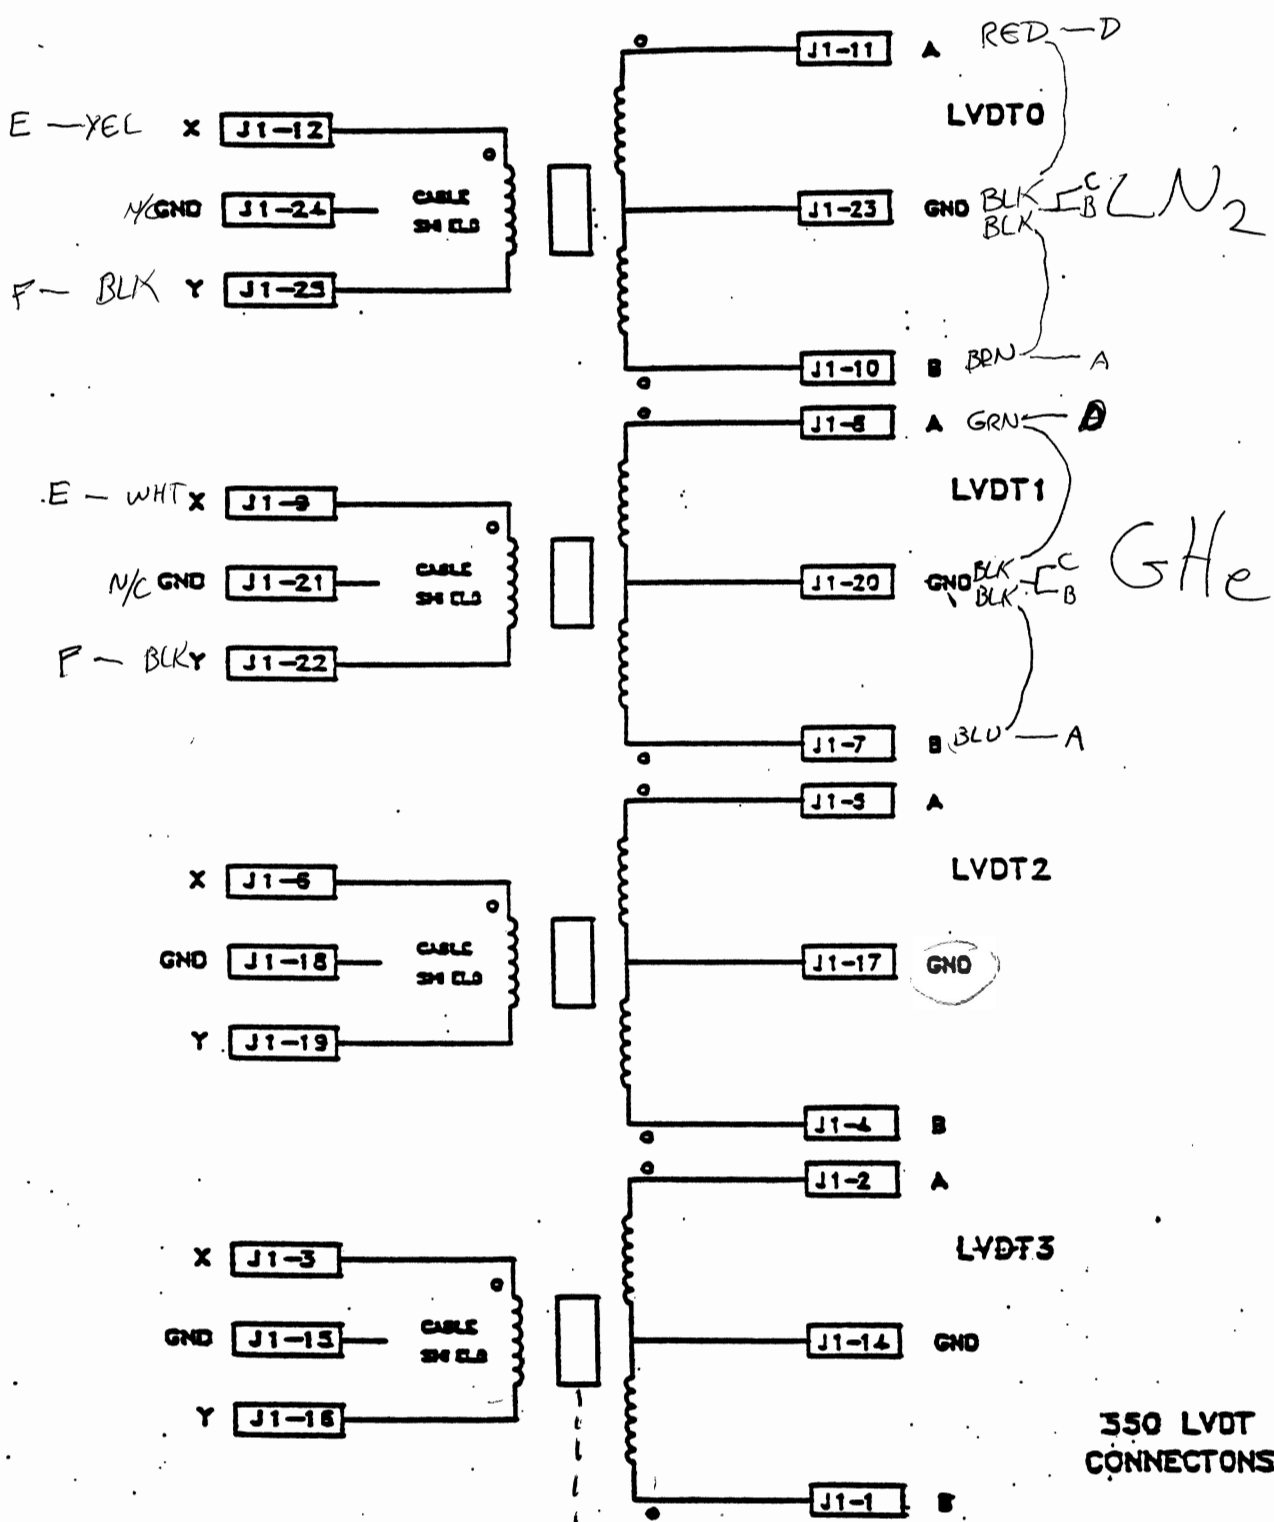 J1-11 A RED — D
LVDT0
E — YEL X J1-12
N/C GND J1-24 CABLE SHIELD
J1-23 GND BLK C
BLK B
LN2
F — BLK Y J1-25
J1-10 B BRN — A
J1-8 A GRN — D
LVDT1
E — WHT X J1-9
N/C GND J1-21 CABLE SHIELD
J1-20 GND BLK C
BLK B
GHe
F — BLK Y J1-22
J1-7 B BLU — A
J1-5 A
LVDT2
X J1-6
GND J1-18 CABLE SHIELD
J1-17 GND
Y J1-19
J1-4 B
J1-2 A
LVDT3
X J1-3
GND J1-15 CABLE SHIELD
J1-14 GND
Y J1-16
350 LVDT
CONNECTONS
J1-1 B